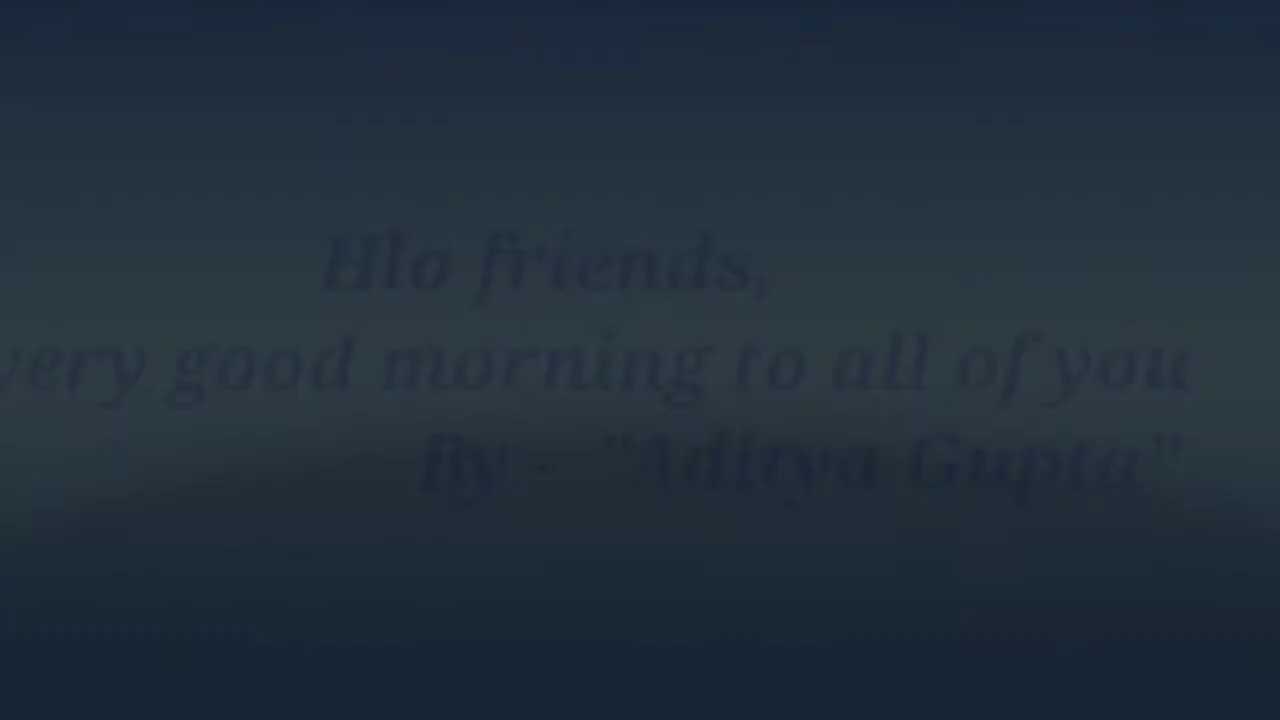 Hlo friends,
very good morning to all of you
By - "Aditya Gupta"